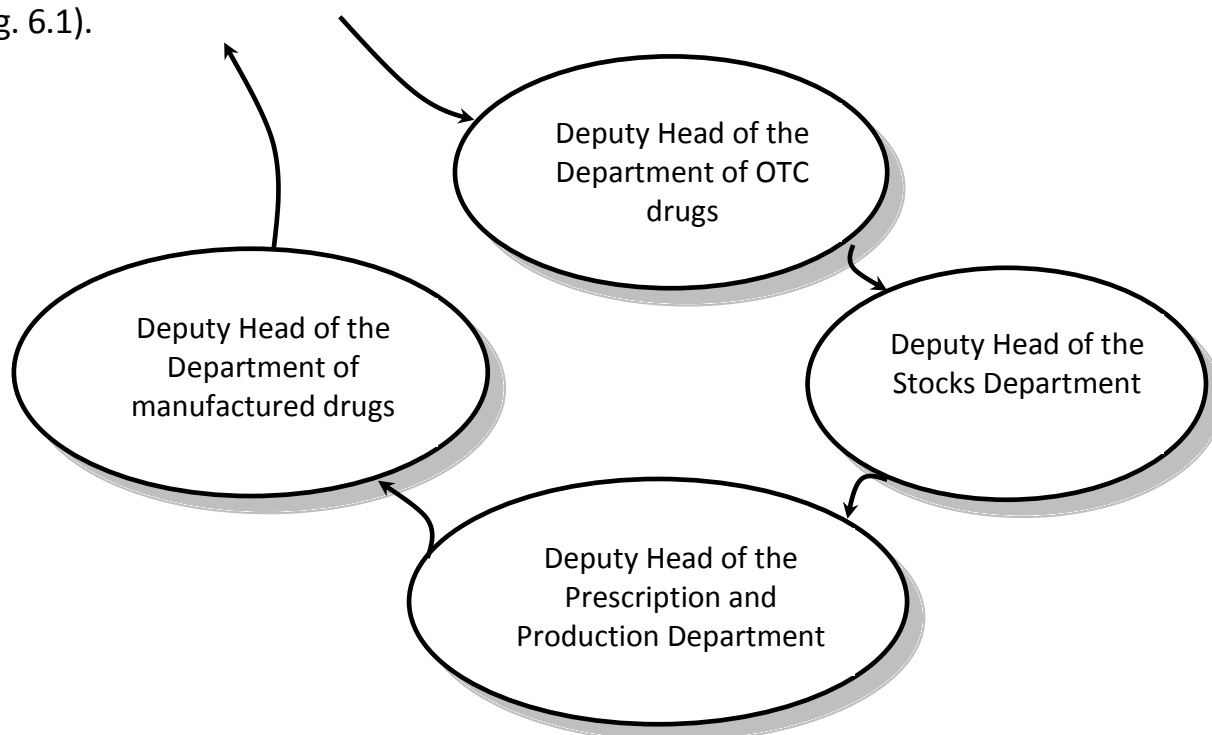 g. 6.1).
Deputy Head of the
Department of OTC
drugs
Deputy Head of the
Stocks Department
Deputy Head of the
Prescription and
Production Department
Deputy Head of the
Department of
manufactured drugs